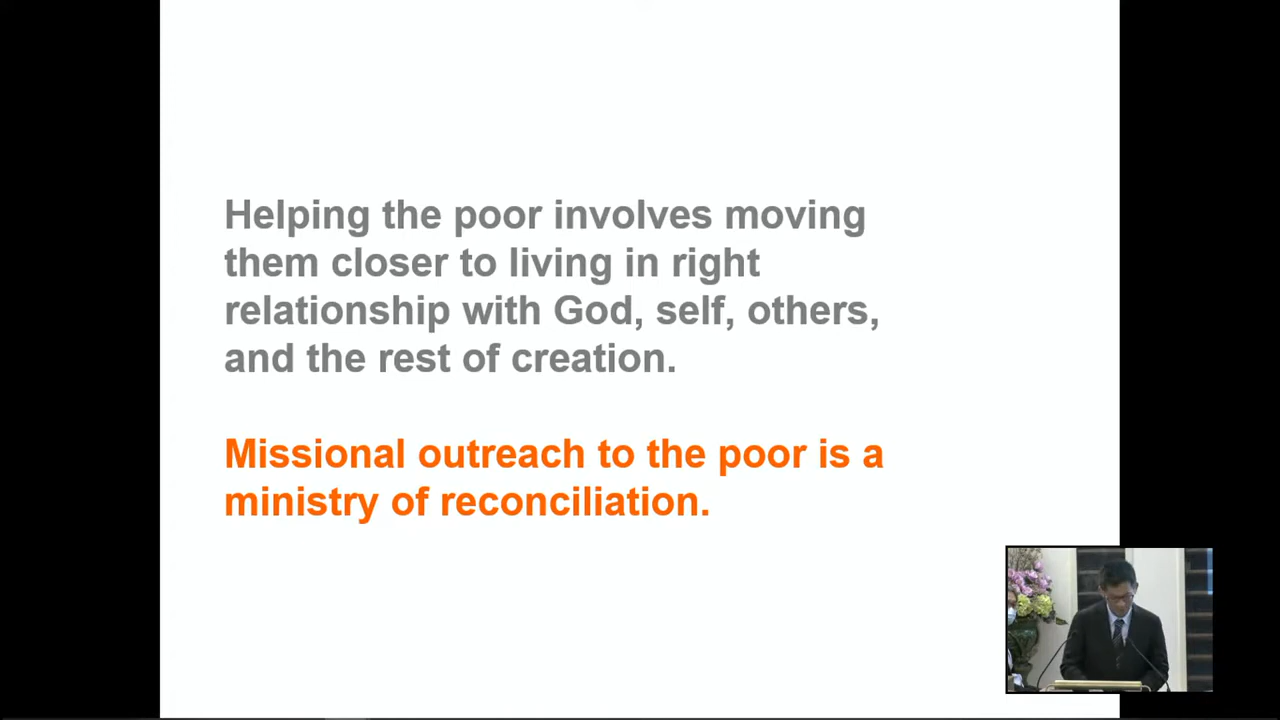 Helping the poor involves moving
them closer to living in right
relationship with God, self, others,
and the rest of creation.
Missional outreach to the poor is a
ministry of reconciliation.